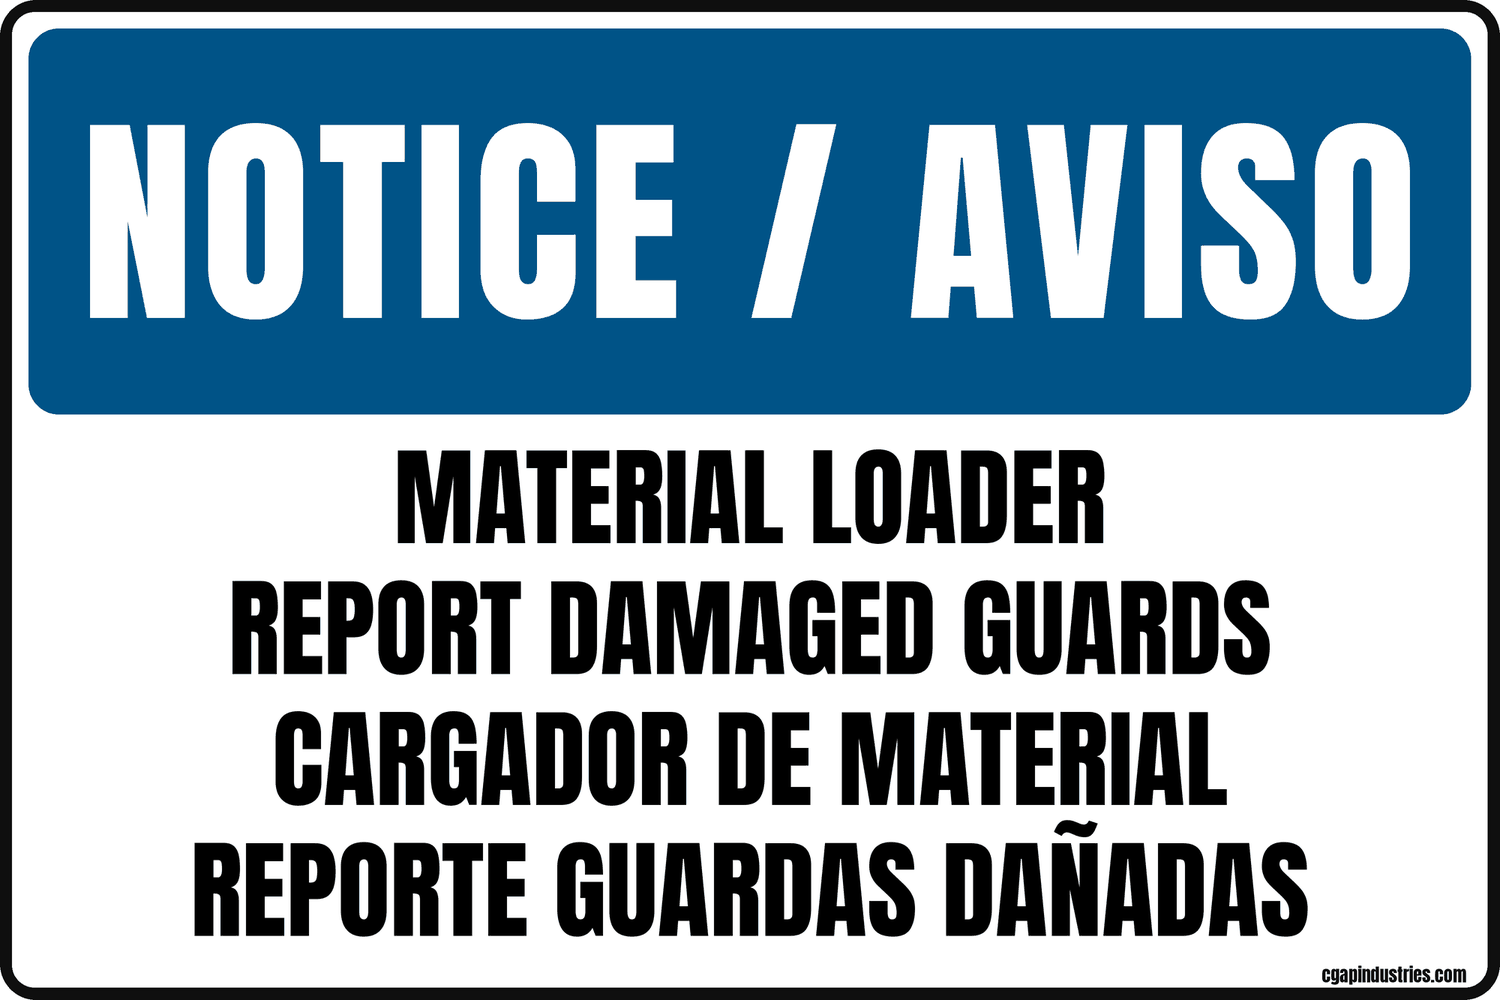 NOTICE / AVISO
MATERIAL LOADER
REPORT DAMAGED GUARDS
CARGADOR DE MATERIAL
REPORTE GUARDAS DAÑADAS
cgapindustries.com